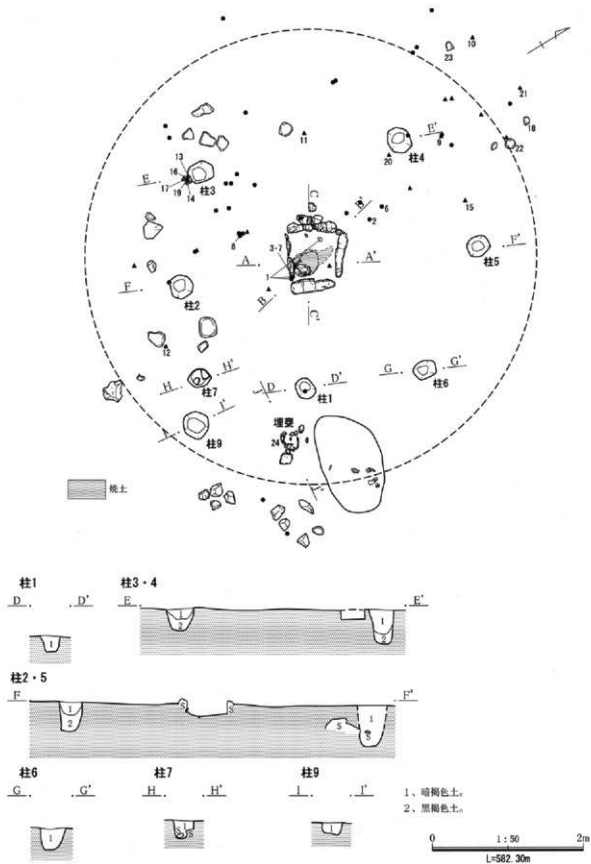 10
23
21
18
22
E'
9
柱4
20
11
13
16
E
17
19
14
柱3
15
C
6
2
8
3-7
A
A'
1
B
柱5
F'
F
柱2
C'
12
H'
H
柱7
I'
柱9
D
D'
柱1
G
G'
柱6
埋甕
24
焼土
柱1
D
D'
1
柱3・4
E
E'
1
2
1
2
柱2・5
F
F'
1
2
S
S
S
1
S
柱6
G
G'
1
柱7
H
H'
1
S
S
柱9
I
I'
1
1、暗褐色土。
2、黒褐色土。
0
1:50
2m
L=582.30m